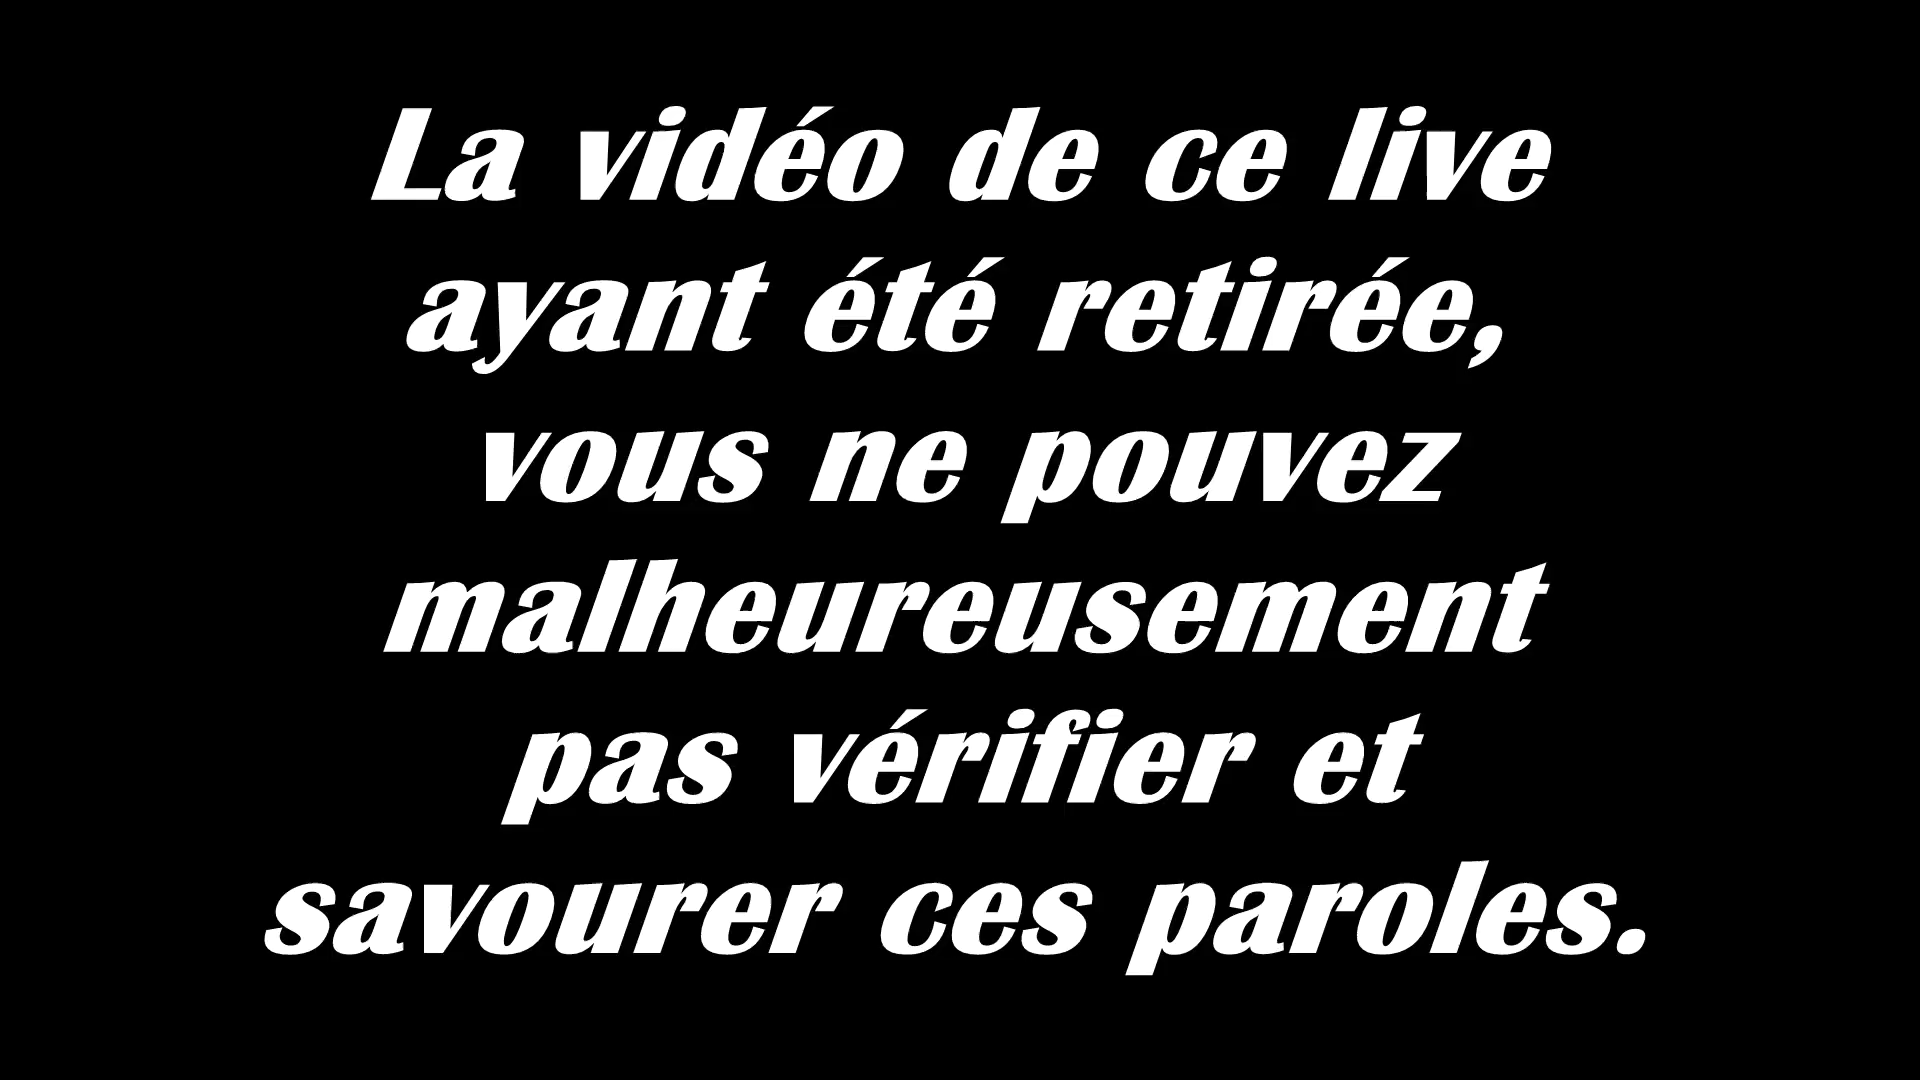 La vidéo de ce live
ayant été retirée,
vous ne pouvez
malheureusement
pas vérifier et
savourer ces paroles.